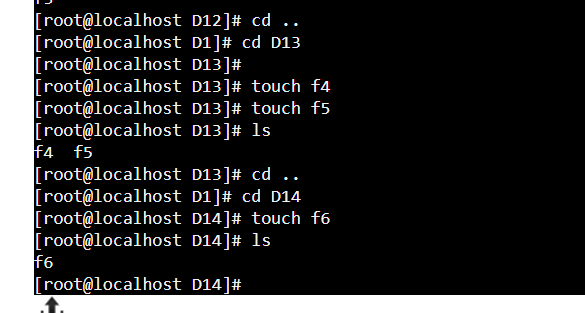 [root@localhost D12]# cd ..
[root@localhost D1]# cd D13
[root@localhost D13]#
[root@localhost D13]# touch f4
[root@localhost D13]# touch f5
[root@localhost D13]# ls
f4  f5
[root@localhost D13]# cd ..
[root@localhost D1]# cd D14
[root@localhost D14]# touch f6
[root@localhost D14]# ls
f6
[root@localhost D14]#